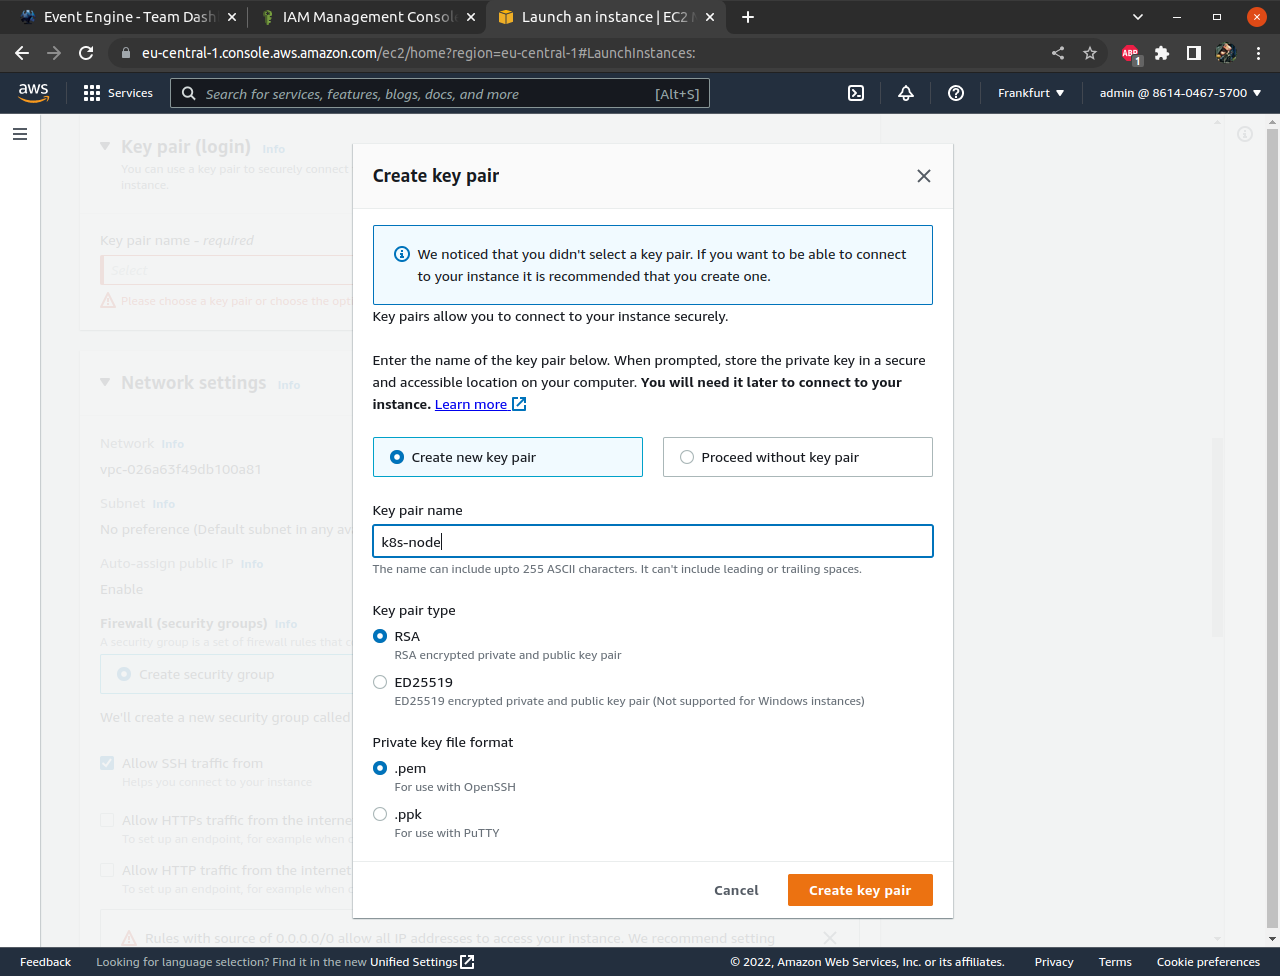 Event Engine - Team Dash
IAM Management Console
Launch an instance | EC2 M
eu-central-1.console.aws.amazon.com/ec2/home?region=eu-central-1#LaunchInstances:
ABP
1
aws
Services
Search for services, features, blogs, docs, and more
[Alt+S]
Frankfurt
admin @ 8614-0467-5700
Key pair (login) Info
You can use a key pair to securely connect
instance.
Key pair name - required
Select
Please choose a key pair or choose the opti
Network settings Info
Network Info
vpc-026a63f49db100a81
Subnet Info
No preference (Default subnet in any ava
Auto-assign public IP Info
Enable
Firewall (security groups) Info
A security group is a set of firewall rules that c
Create security group
We'll create a new security group called
Allow SSH traffic from
Helps you connect to your instance
Allow HTTPs traffic from the Interne
To set up an endpoint, for example when c
Allow HTTP traffic from the Internet
To set up an endpoint, for example when c
Rules with source of 0.0.0.0/0 allow all IP addresses to access your instance. We recommend setting
Create key pair
We noticed that you didn't select a key pair. If you want to be able to connect
to your instance it is recommended that you create one.
Key pairs allow you to connect to your instance securely.
Enter the name of the key pair below. When prompted, store the private key in a secure
and accessible location on your computer. You will need it later to connect to your
instance. Learn more
Create new key pair
Proceed without key pair
Key pair name
k8s-node
The name can include upto 255 ASCII characters. It can't include leading or trailing spaces.
Key pair type
RSA
RSA encrypted private and public key pair
ED25519
ED25519 encrypted private and public key pair (Not supported for Windows instances)
Private key file format
.pem
For use with OpenSSH
.ppk
For use with PuTTY
Cancel
Create key pair
Feedback
Looking for language selection? Find it in the new Unified Settings
© 2022, Amazon Web Services, Inc. or its affiliates.
Privacy
Terms
Cookie preferences